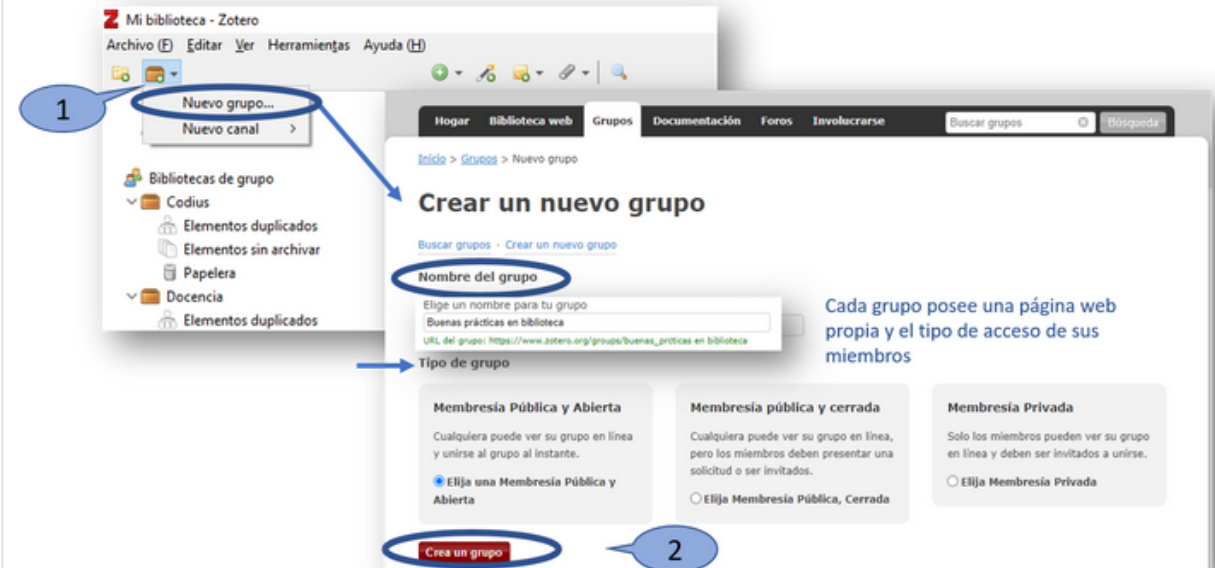 Mi biblioteca - Zotero
Archivo (F) Editar Ver Herramientas Ayuda (H)
1
Nuevo grupo...
Nuevo canal >
Bibliotecas de grupo
Codius
Elementos duplicados
Elementos sin archivar
Papelera
Docencia
Elementos duplicados
Hogar Biblioteca web Grupos Documentación Foros Involucrarse Buscar grupos Búsqueda
Inicio > Grupos > Nuevo grupo
Crear un nuevo grupo
Buscar grupos · Crear un nuevo grupo
Nombre del grupo
Elige un nombre para tu grupo
Buenas prácticas en biblioteca
URL del grupo: https://www.zotero.org/groups/buenas_prcticas en biblioteca
Cada grupo posee una página web
propia y el tipo de acceso de sus
miembros
Tipo de grupo
Membresía Pública y Abierta
Cualquiera puede ver su grupo en línea
y unirse al grupo al instante.
Elija una Membresía Pública y
Abierta
Membresía pública y cerrada
Cualquiera puede ver su grupo en línea,
pero los miembros deben presentar una
solicitud o ser invitados.
Elija Membresía Pública, Cerrada
Membresía Privada
Solo los miembros pueden ver su grupo
en línea y deben ser invitados a unirse.
Elija Membresía Privada
Crea un grupo
2